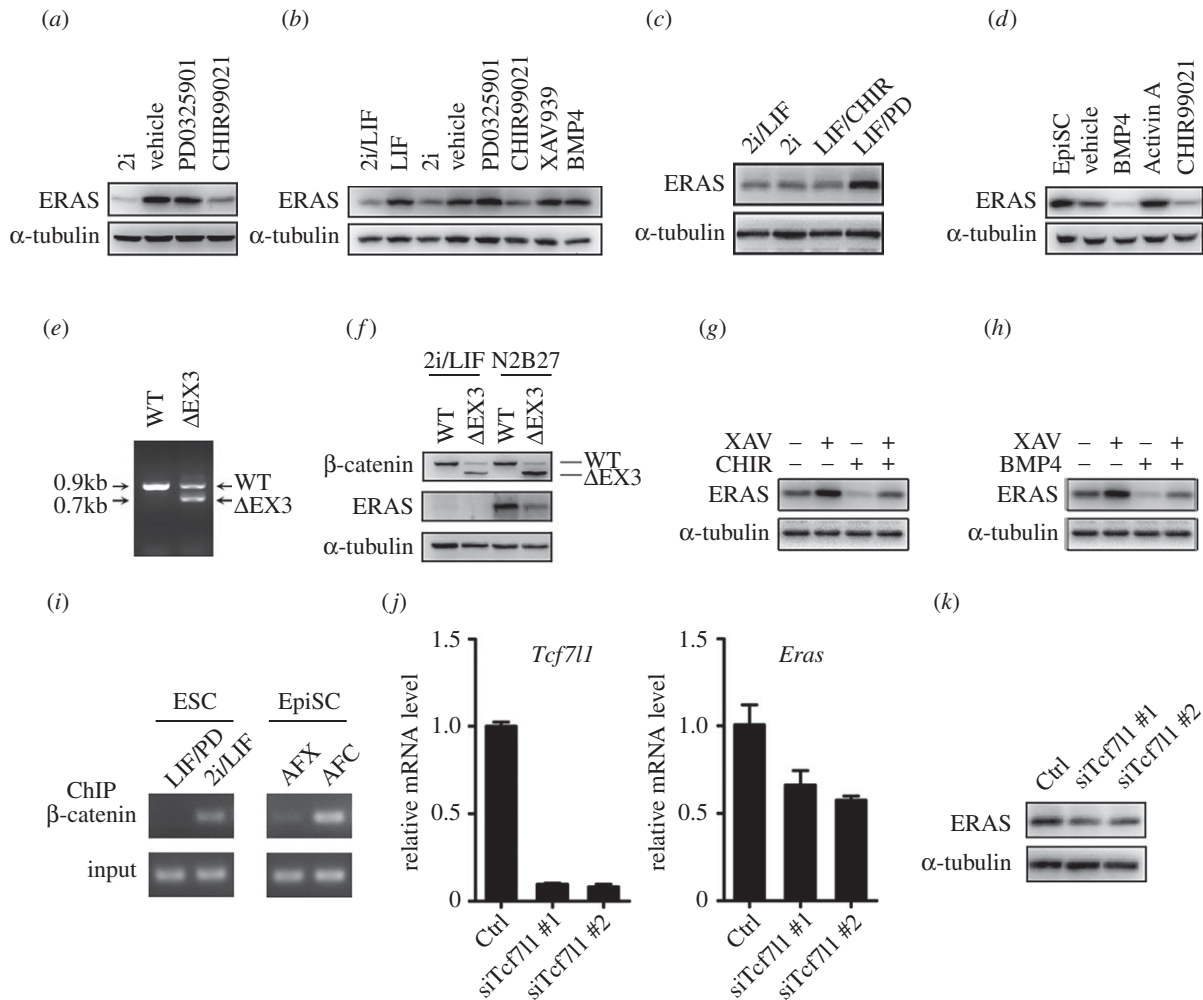 (a)
2i
vehicle
PD0325901
CHIR99021
ERAS
α-tubulin
(b)
2i/LIF
LIF
2i
vehicle
PD0325901
CHIR99021
XAV939
BMP4
ERAS
α-tubulin
(c)
2i/LIF
2i
LIF/CHIR
LIF/PD
ERAS
α-tubulin
(d)
EpiSC
vehicle
BMP4
Activin A
CHIR99021
ERAS
α-tubulin
(e)
WT
ΔEX3
0.9kb
WT
0.7kb
ΔEX3
(f)
2i/LIF N2B27
WT
ΔEX3
WT
ΔEX3
β-catenin
WT
ΔEX3
ERAS
α-tubulin
(g)
XAV – + – +
CHIR – – + +
ERAS
α-tubulin
(h)
XAV – + – +
BMP4 – – + +
ERAS
α-tubulin
(i)
ESC
EpiSC
LIF/PD
2i/LIF
AFX
AFC
ChIP
β-catenin
input
(j)
relative mRNA level
1.5
1.0
0.5
0
Tcf7l1
Ctrl
siTcf7l1 #1
siTcf7l1 #2
relative mRNA level
1.5
1.0
0.5
0
Eras
Ctrl
siTcf7l1 #1
siTcf7l1 #2
(k)
Ctrl
siTcf7l1 #1
siTcf7l1 #2
ERAS
α-tubulin